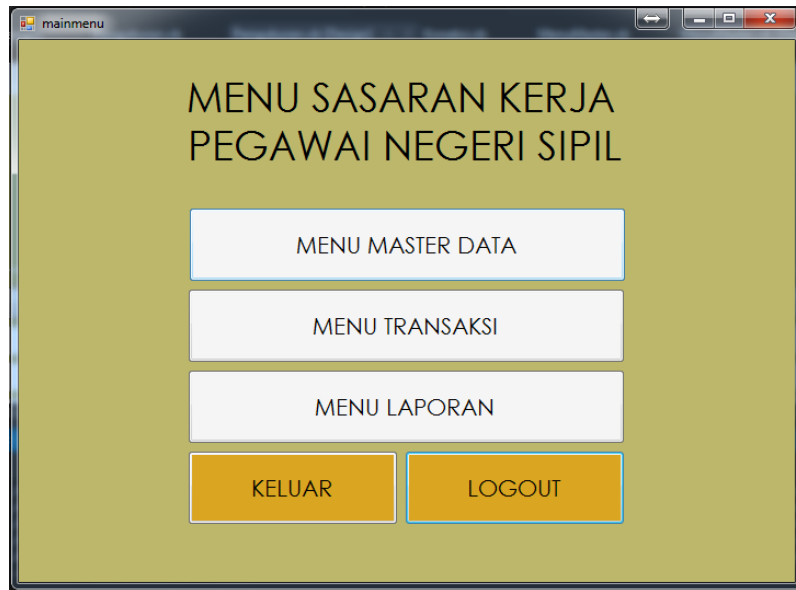 mainmenu
MENU SASARAN KERJA
PEGAWAI NEGERI SIPIL
MENU MASTER DATA
MENU TRANSAKSI
MENU LAPORAN
KELUAR
LOGOUT